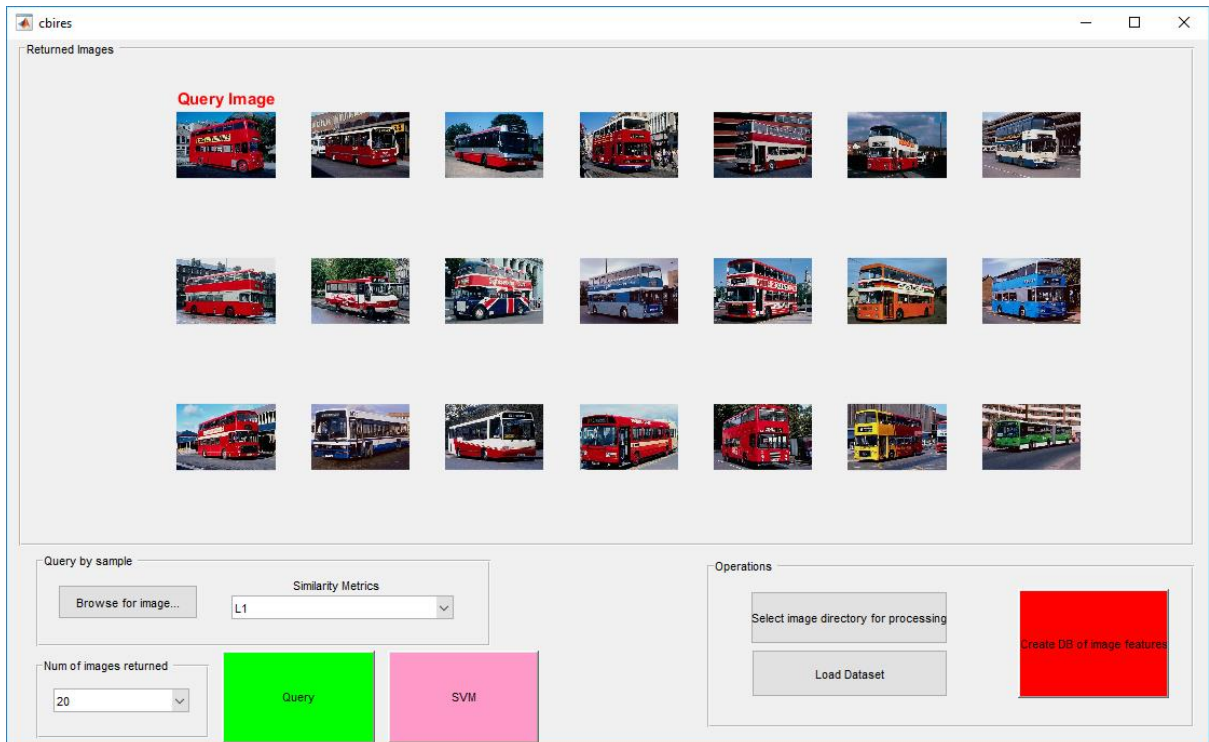 cbires
Returned Images
Query Image
Query by sample
Browse for image...
Similarity Metrics
L1
Num of images returned
20
Query
SVM
Operations
Select image directory for processing
Load Dataset
Create DB of image features